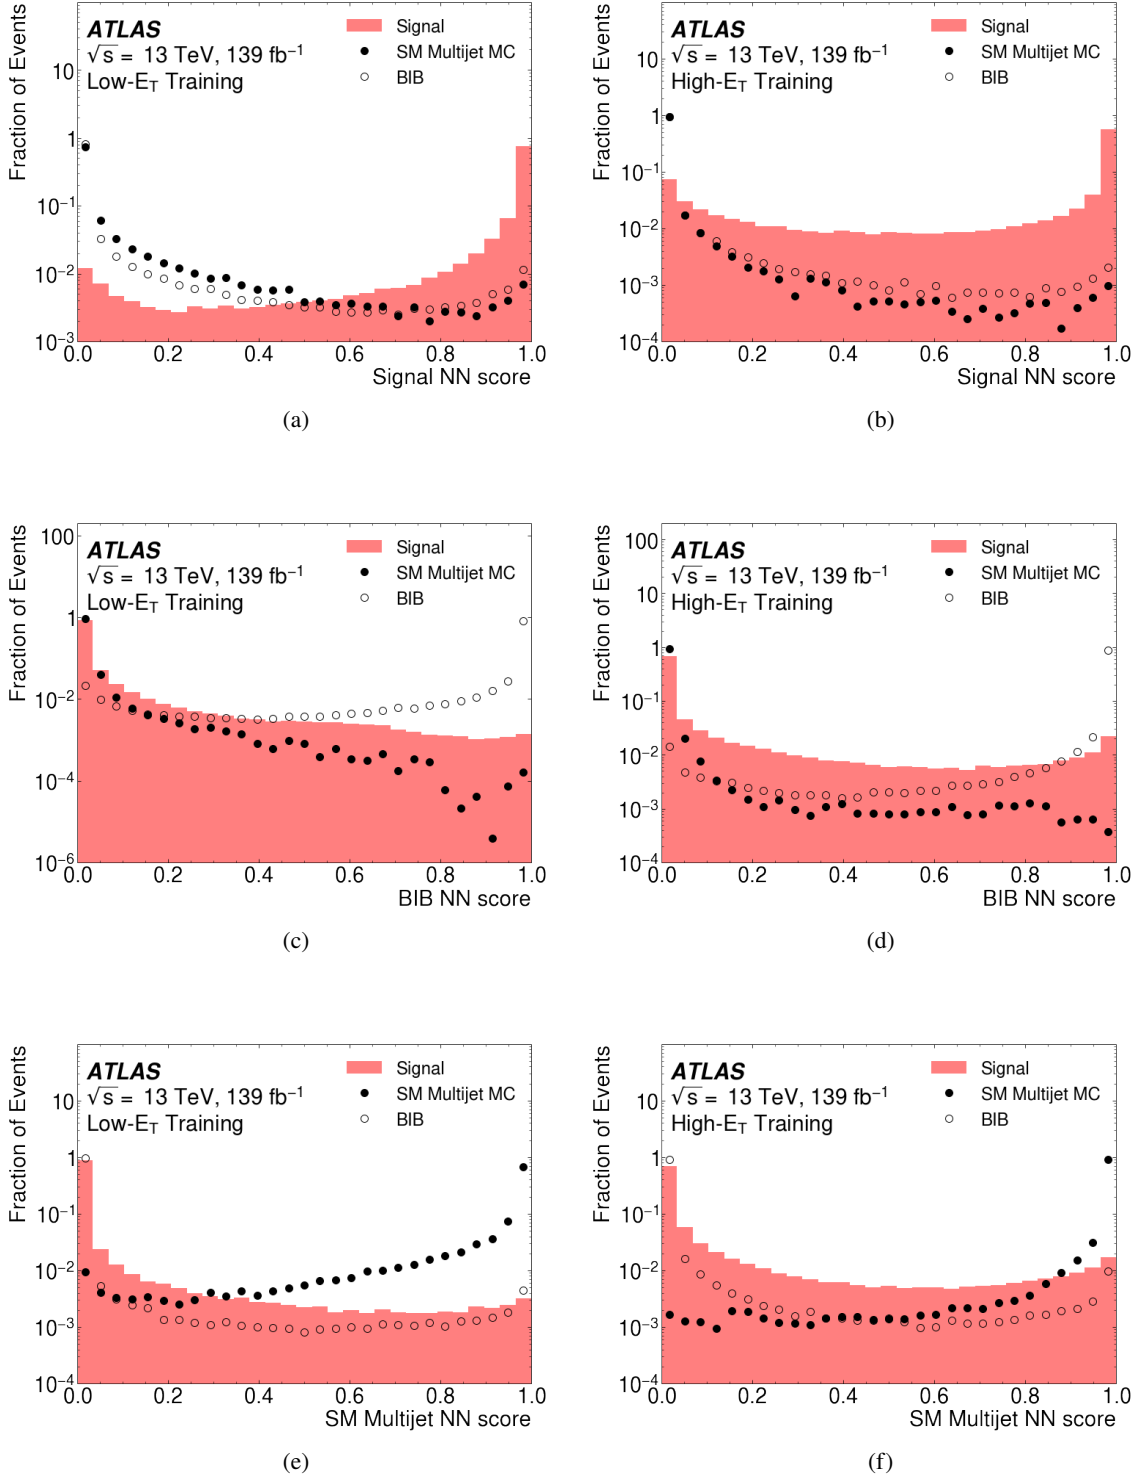 Fraction of Events
ATLAS
√s = 13 TeV, 139 fb⁻¹
Low-E_T Training
Signal
SM Multijet MC
BIB
10
1
10⁻¹
10⁻²
10⁻³
0.0 0.2 0.4 0.6 0.8 1.0
Signal NN score
(a)
Fraction of Events
ATLAS
√s = 13 TeV, 139 fb⁻¹
High-E_T Training
Signal
SM Multijet MC
BIB
10
1
10⁻¹
10⁻²
10⁻³
10⁻⁴
0.0 0.2 0.4 0.6 0.8 1.0
Signal NN score
(b)
Fraction of Events
ATLAS
√s = 13 TeV, 139 fb⁻¹
Low-E_T Training
Signal
SM Multijet MC
BIB
100
1
10⁻²
10⁻⁴
10⁻⁶
0.0 0.2 0.4 0.6 0.8 1.0
BIB NN score
(c)
Fraction of Events
ATLAS
√s = 13 TeV, 139 fb⁻¹
High-E_T Training
Signal
SM Multijet MC
BIB
100
10
1
10⁻¹
10⁻²
10⁻³
10⁻⁴
0.0 0.2 0.4 0.6 0.8 1.0
BIB NN score
(d)
Fraction of Events
ATLAS
√s = 13 TeV, 139 fb⁻¹
Low-E_T Training
Signal
SM Multijet MC
BIB
10
1
10⁻¹
10⁻²
10⁻³
10⁻⁴
0.0 0.2 0.4 0.6 0.8 1.0
SM Multijet NN score
(e)
Fraction of Events
ATLAS
√s = 13 TeV, 139 fb⁻¹
High-E_T Training
Signal
SM Multijet MC
BIB
10
1
10⁻¹
10⁻²
10⁻³
10⁻⁴
0.0 0.2 0.4 0.6 0.8 1.0
SM Multijet NN score
(f)